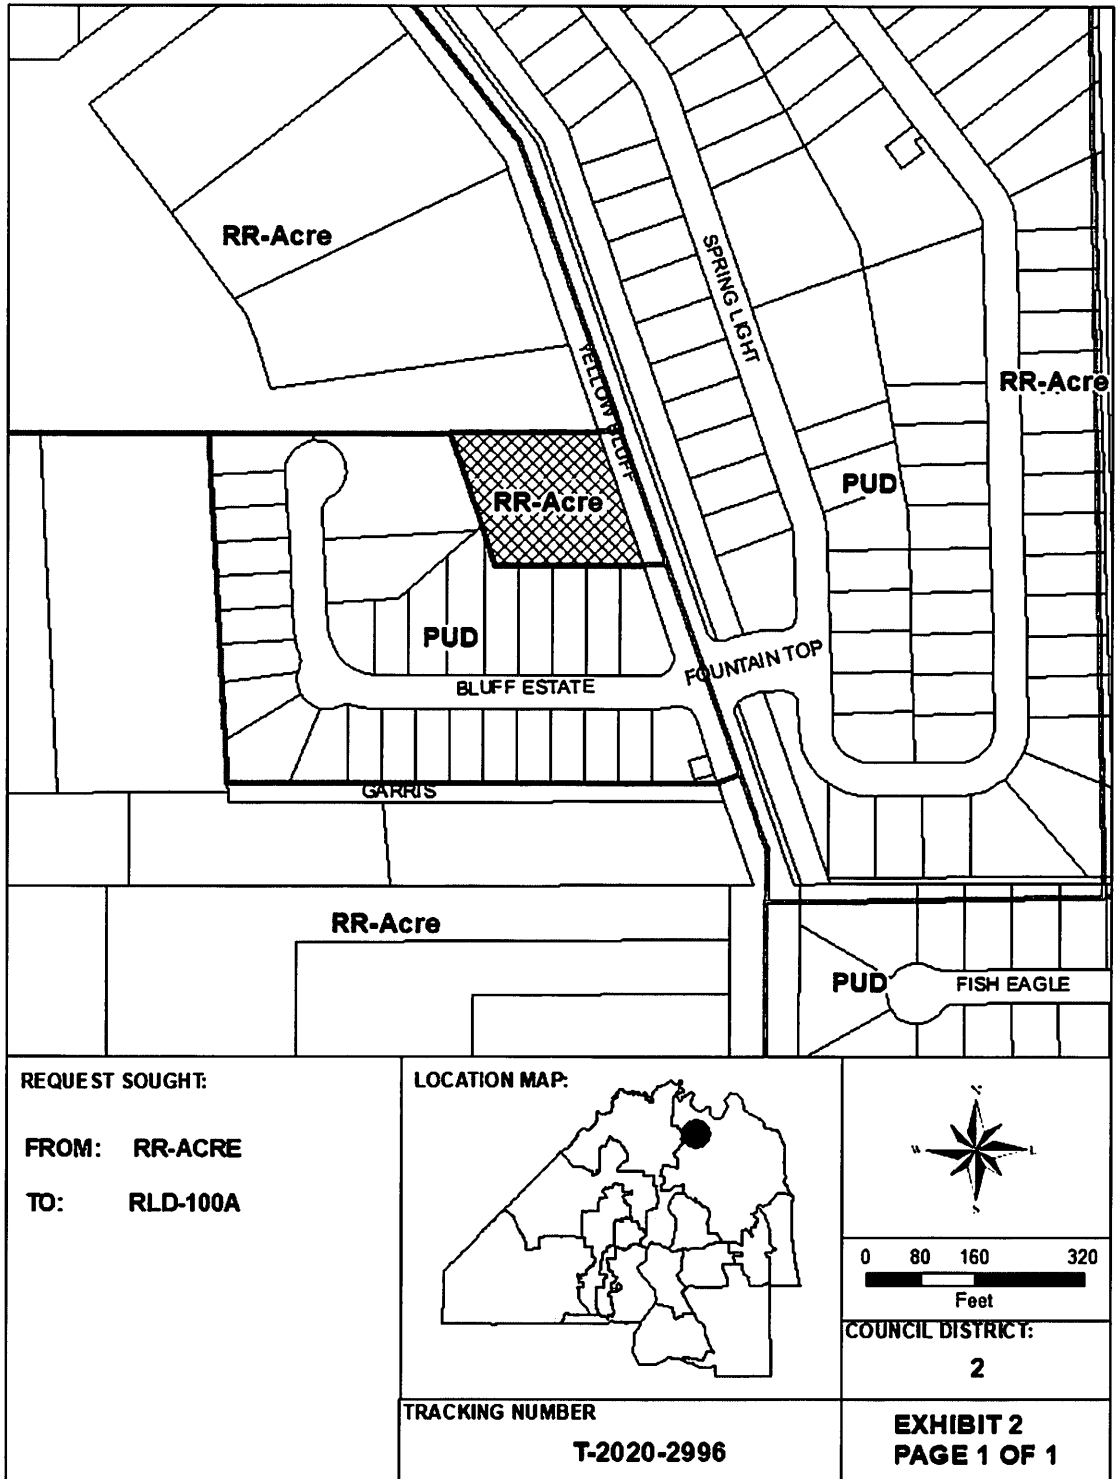 RR-Acre
SPRING LIGHT
YELLOW BLUFF
RR-Acre
PUD
RR-Acre
PUD
FOUNTAIN TOP
BLUFF ESTATE
GARRIS
RR-Acre
PUD
FISH EAGLE
REQUEST SOUGHT:
FROM: RR-ACRE
TO: RLD-100A
LOCATION MAP:
N
W
S
0 80 160 320
Feet
COUNCIL DISTRICT:
2
TRACKING NUMBER
T-2020-2996
EXHIBIT 2
PAGE 1 OF 1